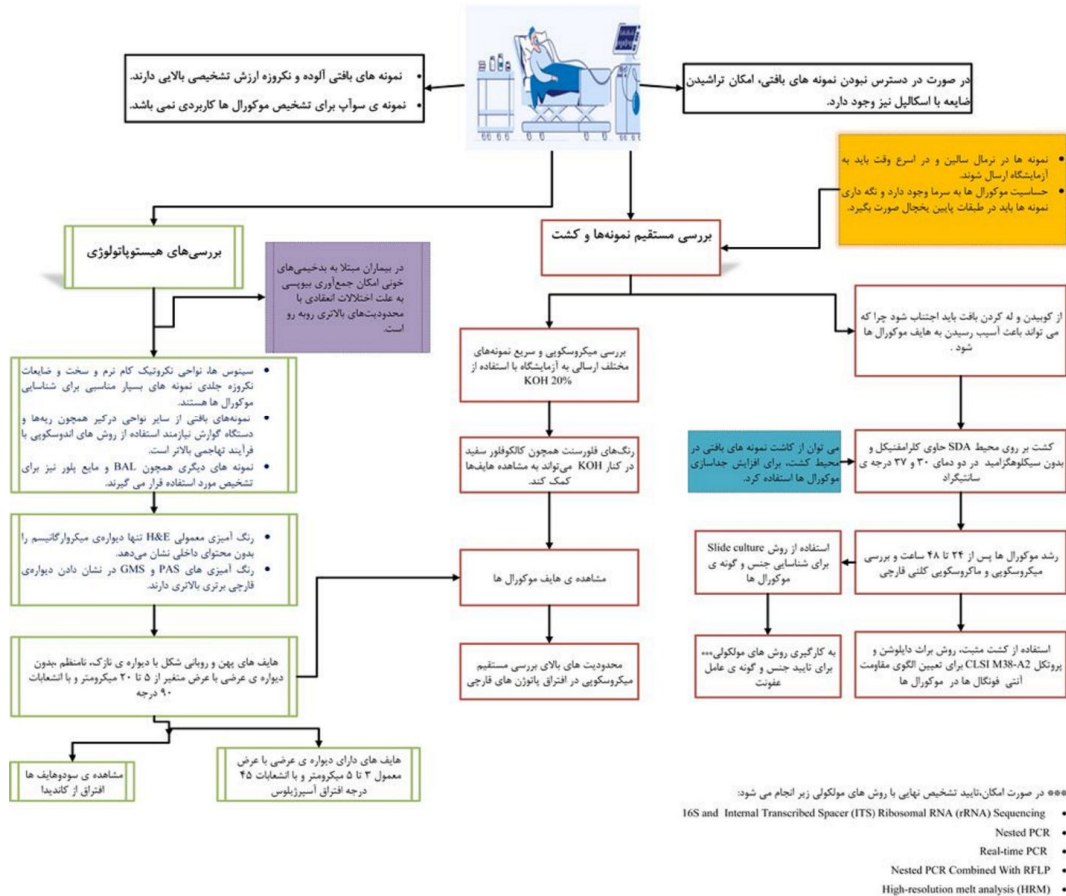 در صورت در دسترس نبودن نمونه های بافتی، امکان تراشیدن
ضایعه با اسکالپل نیز وجود دارد.
• نمونه های بافتی آلوده و نکروزه ارزش تشخیصی بالایی دارند.
• نمونه ی سوآپ برای تشخیص موکورال ها کاربردی نمی باشد.
• نمونه ها در نرمال سالین و در اسرع وقت باید به
آزمایشگاه ارسال شوند.
• حساسیت موکورال ها به سرما وجود دارد و نگه داری
نمونه ها باید در طبقات پایین یخچال صورت بگیرد.
بررسی مستقیم نمونه‌ها و کشت
بررسی‌های هیستوپاتولوژی
در بیماران مبتلا به بدخیمی‌های
خونی امکان جمع‌آوری بیوپسی
به علت اختلالات انعقادی با
محدودیت‌های بالاتری روبه رو
است.
از کوبیدن و له کردن بافت باید اجتناب شود چرا که
می تواند باعث آسیب رسیدن به هایف موکورال ها
شود .
بررسی میکروسکوپی و سریع نمونه‌های
مختلف ارسالی به آزمایشگاه با استفاده از
KOH 20%
• سینوس ها، نواحی نکروتیک کام نرم و سخت و ضایعات
نکروزه جلدی نمونه های بسیار مناسبی برای شناسایی
موکورال ها هستند.
• نمونه‌های بافتی از سایر نواحی درگیر همچون ریه‌ها و
دستگاه گوارش نیازمند استفاده از روش های اندوسکوپی با
فرآیند تهاجمی بالاتر است.
• نمونه های دیگری همچون BAL و مایع پلور نیز برای
تشخیص مورد استفاده قرار می گیرند.
کشت بر روی محیط SDA حاوی کلرامفنیکل و
بدون سیکلوهگزامید در دو دمای ۳۰ و ۳۷ درجه ی
سانتیگراد
می توان از کاشت نمونه های بافتی در
محیط کشت، برای افزایش جداسازی
موکورال ها استفاده کرد.
رنگ‌های فلورسنت همچون کالکوفلور سفید
در کنار KOH می‌تواند به مشاهده هایف‌ها
کمک کند.
• رنگ آمیزی معمولی H&E تنها دیواره‌ی میکروارگانیسم را
بدون محتوای داخلی نشان می‌دهد.
• رنگ آمیزی های PAS و GMS در نشان دادن دیواره‌ی
قارچی برتری بالاتری دارند.
رشد موکورال ها پس از ۲۴ تا ۴۸ ساعت و بررسی
میکروسکوپی و ماکروسکوپی کلنی قارچی
استفاده از روش Slide culture
برای شناسایی جنس و گونه ی
موکورال ها
مشاهده ی هایف موکورال ها
هایف های پهن و روبانی شکل با دیواره ی نازک، نامنظم ،بدون
دیواره ی عرضی با عرض متغیر از ۵ تا ۲۰ میکرومتر و با انشعابات
۹۰ درجه
استفاده از کشت مثبت، روش براث دایلوشن و
پروتکل CLSI M38-A2 برای تعیین الگوی مقاومت
آنتی فونگال ها در موکورال ها
به کارگیری روش های مولکولی***
برای تایید جنس و گونه ی عامل
عفونت
محدودیت های بالای بررسی مستقیم
میکروسکوپی در افتراق پاتوژن های قارچی
هایف های دارای دیواره ی عرضی با عرض
معمول ۳ تا ۵ میکرومتر و با انشعابات ۴۵
درجه افتراق آسپرژیلوس
مشاهده ی سودوهایف ها
افتراق از کاندیدا
*** در صورت امکان،تایید تشخیص نهایی با روش های مولکولی زیر انجام می شود:
• 16S and Internal Transcribed Spacer (ITS) Ribosomal RNA (rRNA) Sequencing
• Nested PCR
• Real-time PCR
• Nested PCR Combined With RFLP
• High-resolution melt analysis (HRM)